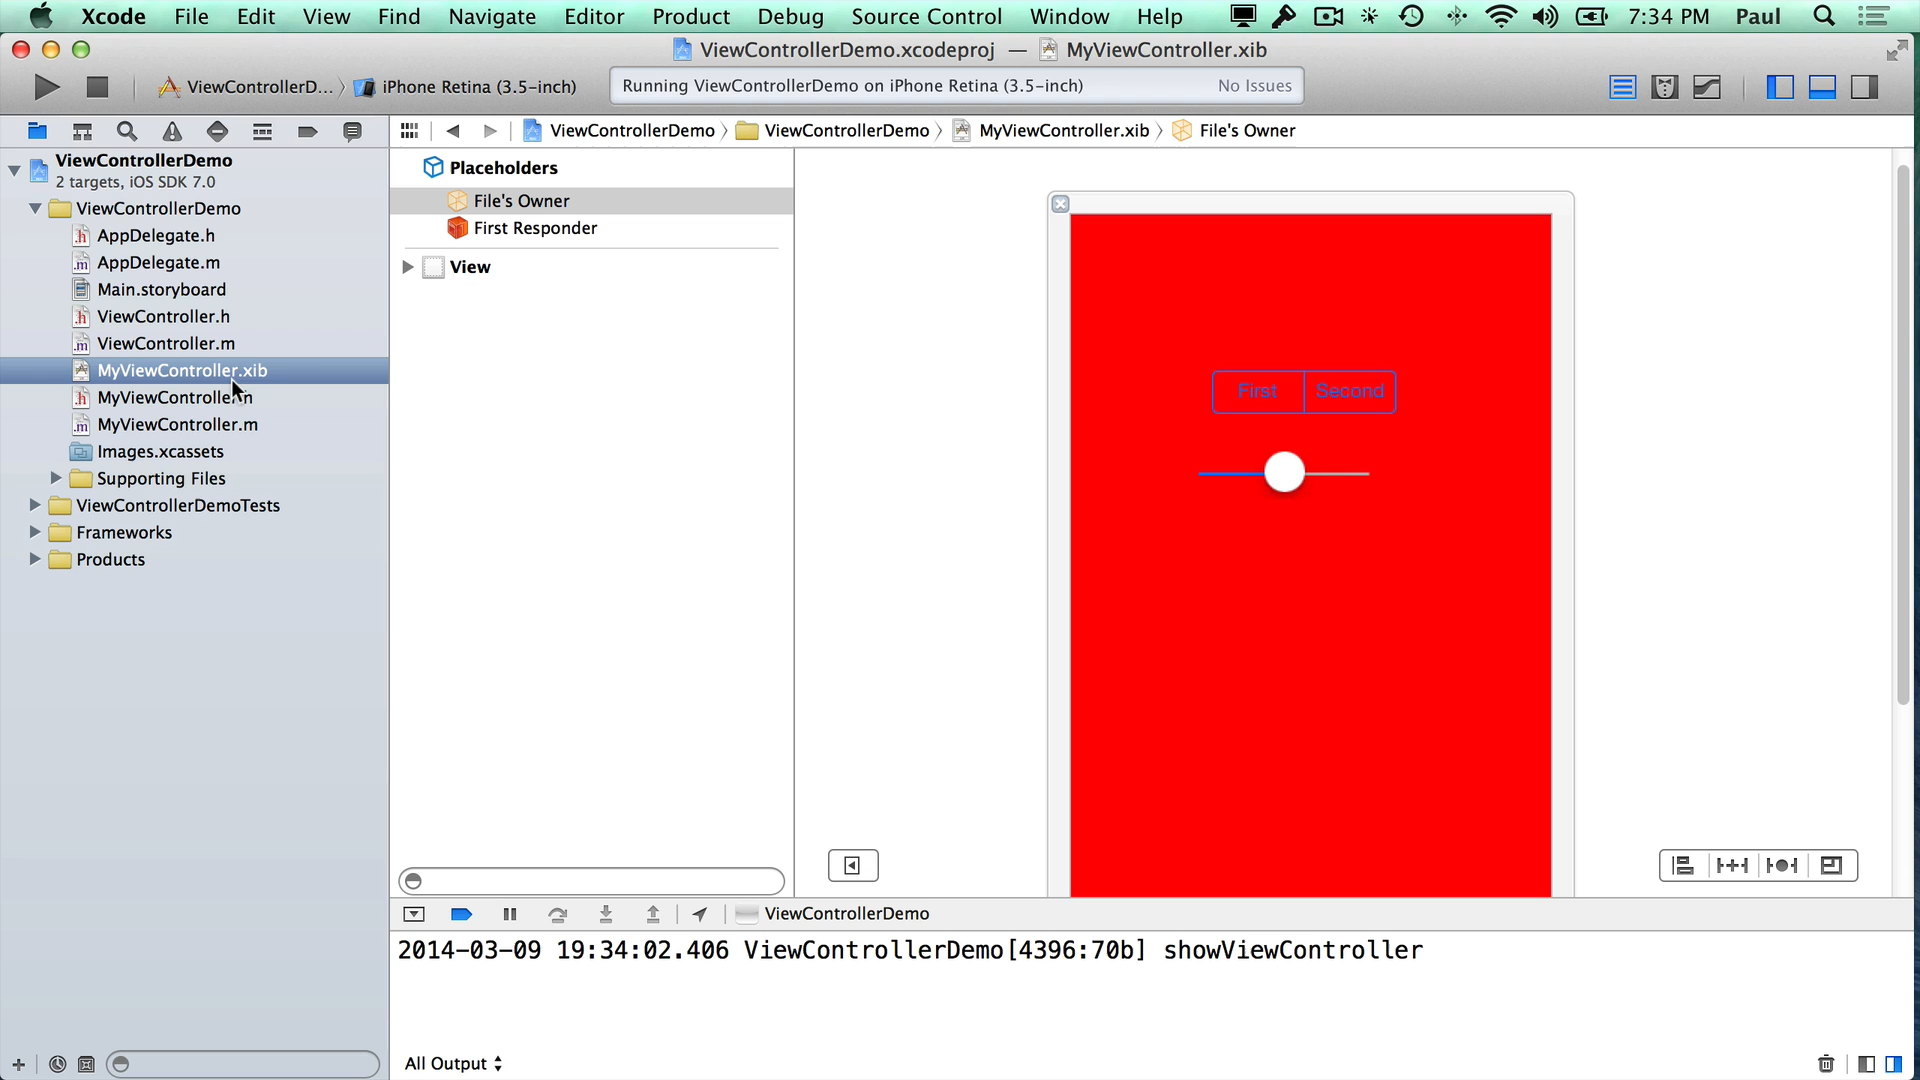 Xcode File Edit View Find Navigate Editor Product Debug Source Control Window Help 7:34 PM Paul
ViewControllerDemo.xcodeproj — MyViewController.xib
ViewControllerD... iPhone Retina (3.5-inch)
Running ViewControllerDemo on iPhone Retina (3.5-inch) No Issues
ViewControllerDemo ViewControllerDemo MyViewController.xib File's Owner
ViewControllerDemo
2 targets, iOS SDK 7.0
ViewControllerDemo
AppDelegate.h
AppDelegate.m
Main.storyboard
ViewController.h
ViewController.m
MyViewController.xib
MyViewController.h
MyViewController.m
Images.xcassets
Supporting Files
ViewControllerDemoTests
Frameworks
Products
Placeholders
File's Owner
First Responder
View
First Second
ViewControllerDemo
2014-03-09 19:34:02.406 ViewControllerDemo[4396:70b] showViewController
All Output